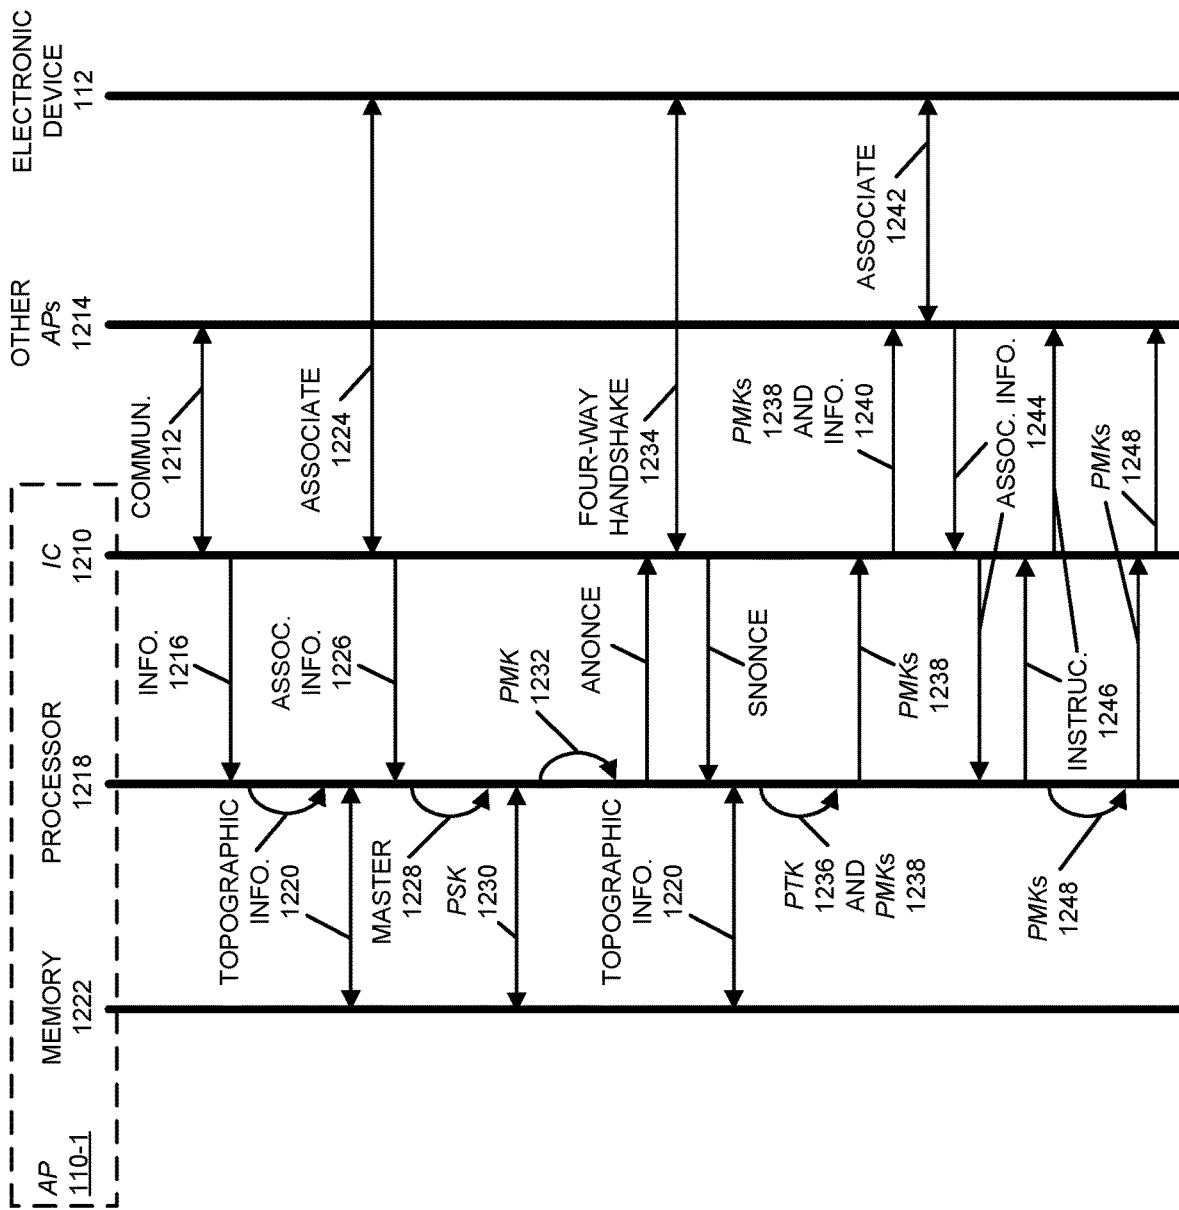 AP
110-1
MEMORY
1222
PROCESSOR
1218
IC
1210
OTHER
APs
1214
ELECTRONIC
DEVICE
112
COMMUN.
1212
INFO.
1216
TOPOGRAPHIC
INFO.
1220
ASSOCIATE
1224
ASSOC.
INFO.
1226
MASTER
1228
PSK
1230
PMK
1232
ANONCE
FOUR-WAY
HANDSHAKE
1234
SNONCE
TOPOGRAPHIC
INFO.
1220
PTK
1236
AND
PMKs
1238
PMKs
1238
PMKs
1238
AND
INFO.
1240
ASSOCIATE
1242
ASSOC. INFO.
1244
INSTRUC.
1246
PMKs
1248
PMKs
1248